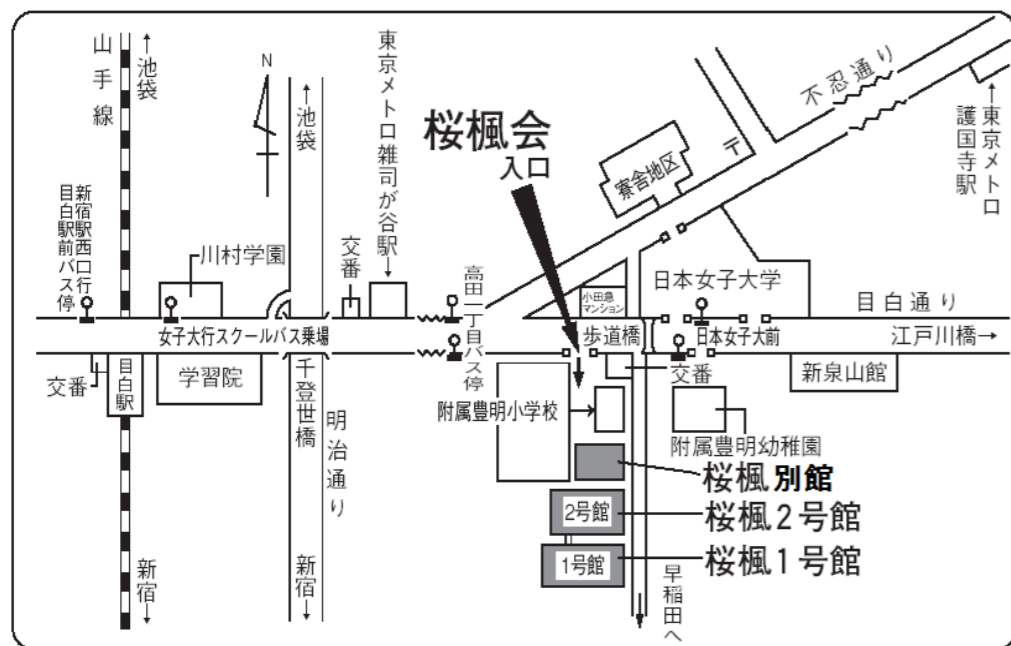 山手線
←池袋
N
←池袋
東京メトロ雑司が谷駅→
桜楓会
入口
寮舎地区
〒
不忍通り
←東京メトロ
護国寺駅
新宿駅西口行
目白駅前バス停
川村学園
交番
高田一丁目バス停
小田急
マンション
日本女子大学
目白通り
女子大行スクールバス乗場
歩道橋
日本女子大前
江戸川橋→
交番
目白駅
学習院
千登世橋
明治通り
附属豊明小学校
交番
新泉山館
附属豊明幼稚園
桜楓別館
2号館
桜楓2号館
1号館
桜楓1号館
新宿→
新宿→
早稲田へ